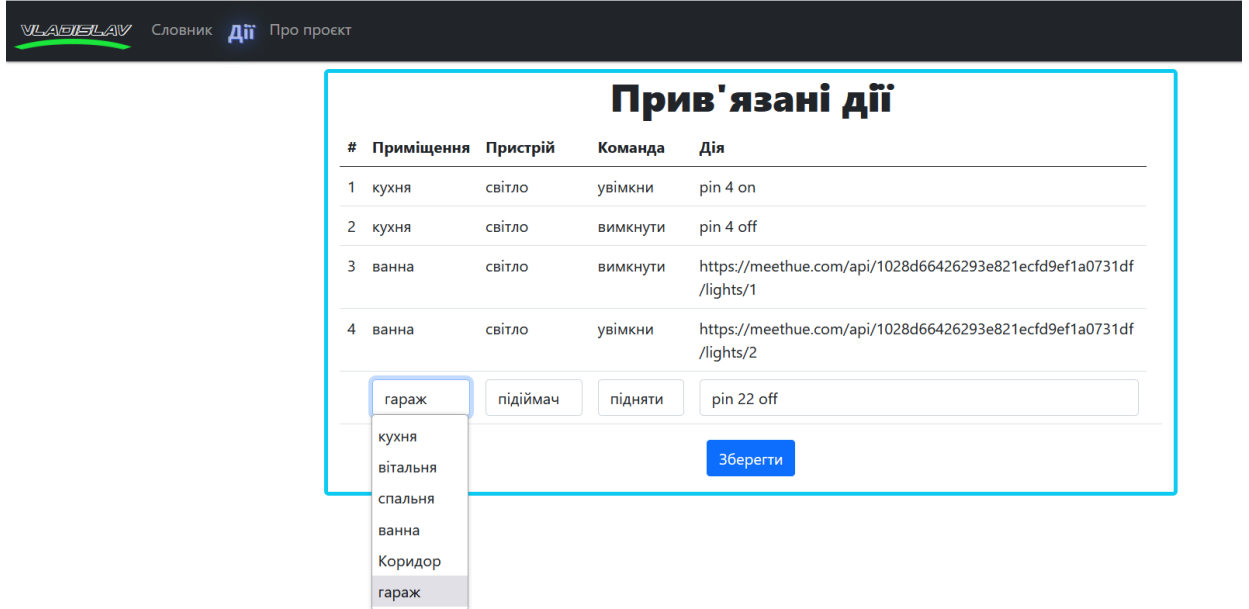 VLADISLAV Словник Дії Про проєкт
Прив'язані дії
# Приміщення Пристрій Команда Дія
1 кухня світло увімкни pin 4 on
2 кухня світло вимкнути pin 4 off
3 ванна світло вимкнути https://meethue.com/api/1028d66426293e821ecfd9ef1a0731df
/lights/1
4 ванна світло увімкни https://meethue.com/api/1028d66426293e821ecfd9ef1a0731df
/lights/2
гараж підіймач підняти pin 22 off
кухня
вітальня
спальня
ванна
Коридор
гараж
Зберегти